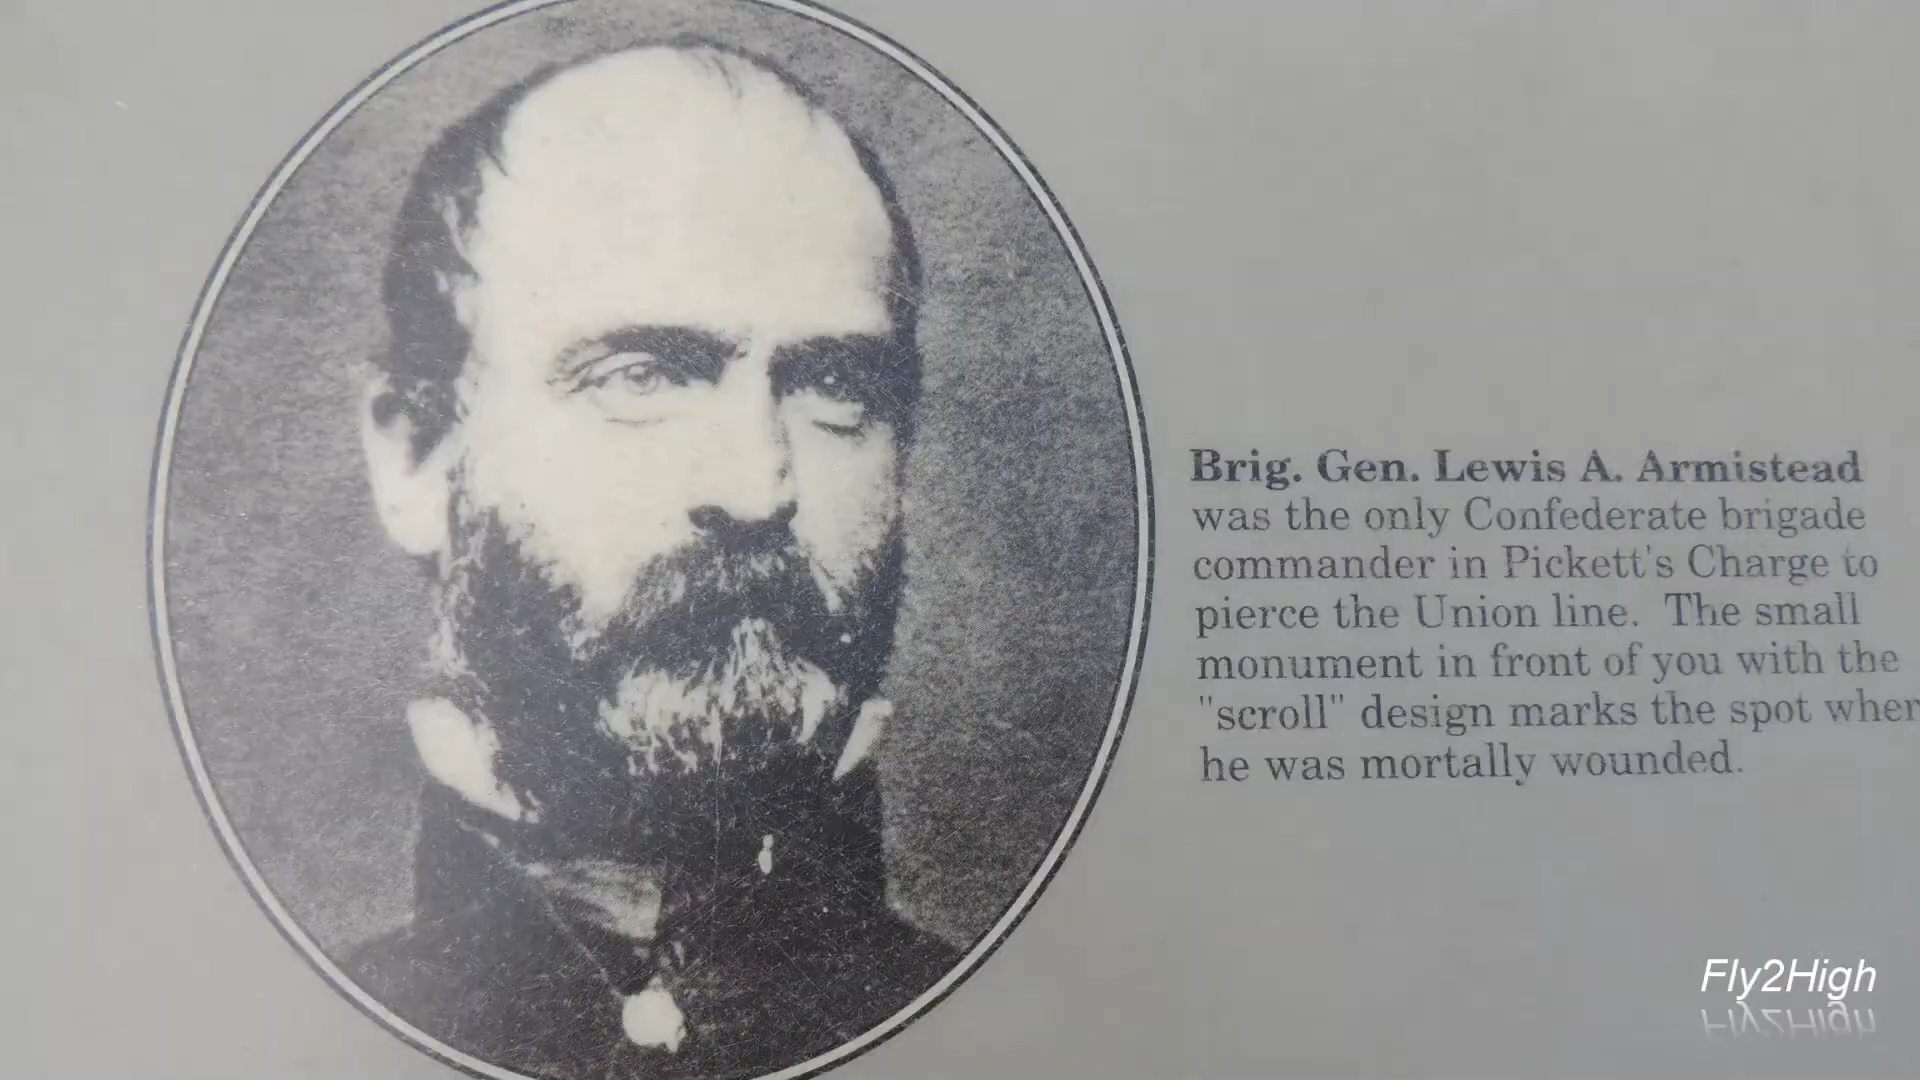 Brig. Gen. Lewis A. Armistead
was the only Confederate brigade
commander in Pickett's Charge to
pierce the Union line. The small
monument in front of you with the
"scroll" design marks the spot wher
he was mortally wounded.
Fly2High